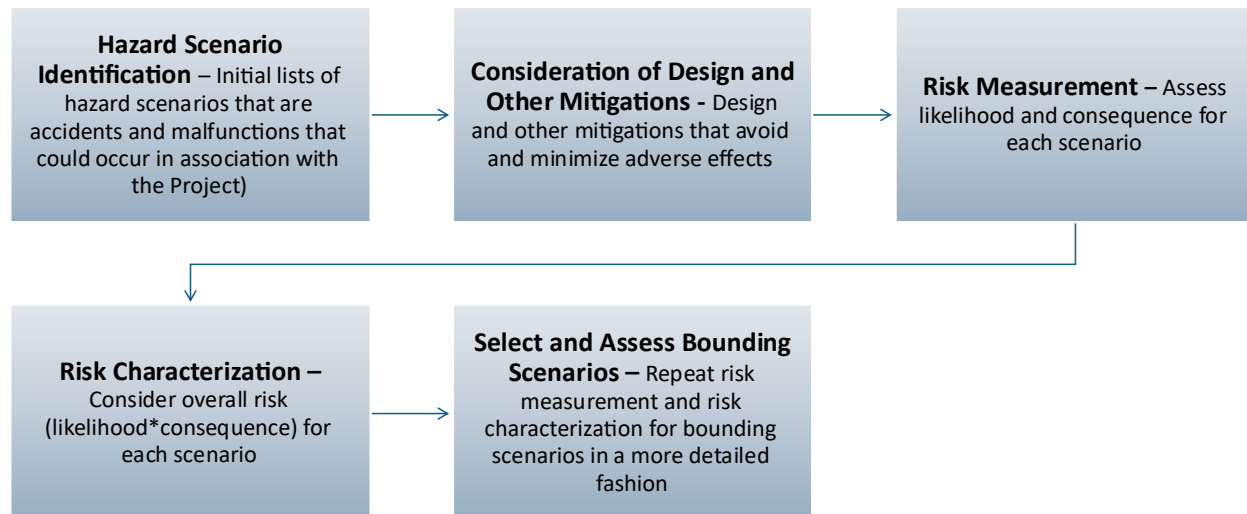 Hazard Scenario
Identification – Initial lists of
hazard scenarios that are
accidents and malfunctions that
could occur in association with
the Project)
Consideration of Design and
Other Mitigations - Design
and other mitigations that avoid
and minimize adverse effects
Risk Measurement – Assess
likelihood and consequence for
each scenario
Risk Characterization –
Consider overall risk
(likelihood*consequence) for
each scenario
Select and Assess Bounding
Scenarios – Repeat risk
measurement and risk
characterization for bounding
scenarios in a more detailed
fashion